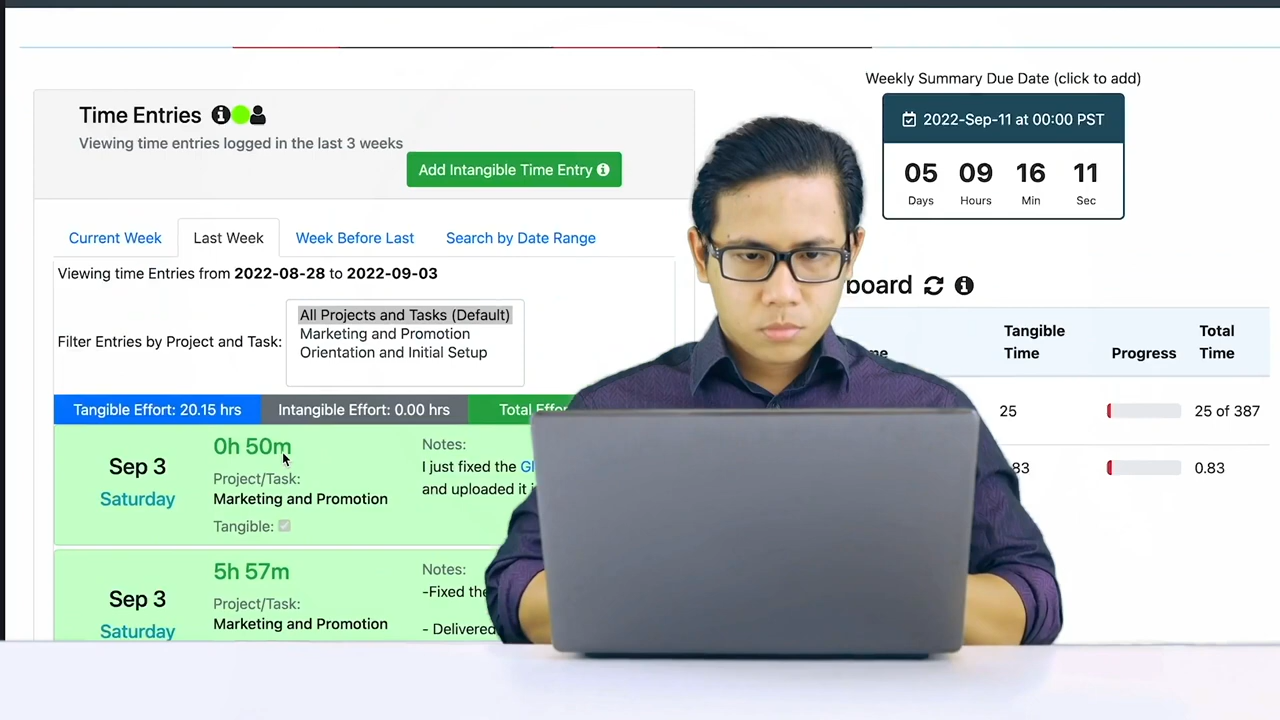 Weekly Summary Due Date (click to add)
Time Entries
Viewing time entries logged in the last 3 weeks
Add Intangible Time Entry
2022-Sep-11 at 00:00 PST
05 09 16 11
Days Hours Min Sec
Current Week Last Week Week Before Last Search by Date Range
Viewing time Entries from 2022-08-28 to 2022-09-03
Filter Entries by Project and Task:
All Projects and Tasks (Default)
Marketing and Promotion
Orientation and Initial Setup
Tangible Effort: 20.15 hrs Intangible Effort: 0.00 hrs Total
Sep 3
Saturday
0h 50m
Project/Task:
Marketing and Promotion
Tangible:
Notes:
I just fixed the
and uploaded it
Sep 3
Saturday
5h 57m
Project/Task:
Marketing and Promotion
Notes:
-Fixed the
- Delivered
board
Tangible Time
Progress
Total Time
25 25 of 387
83 0.83